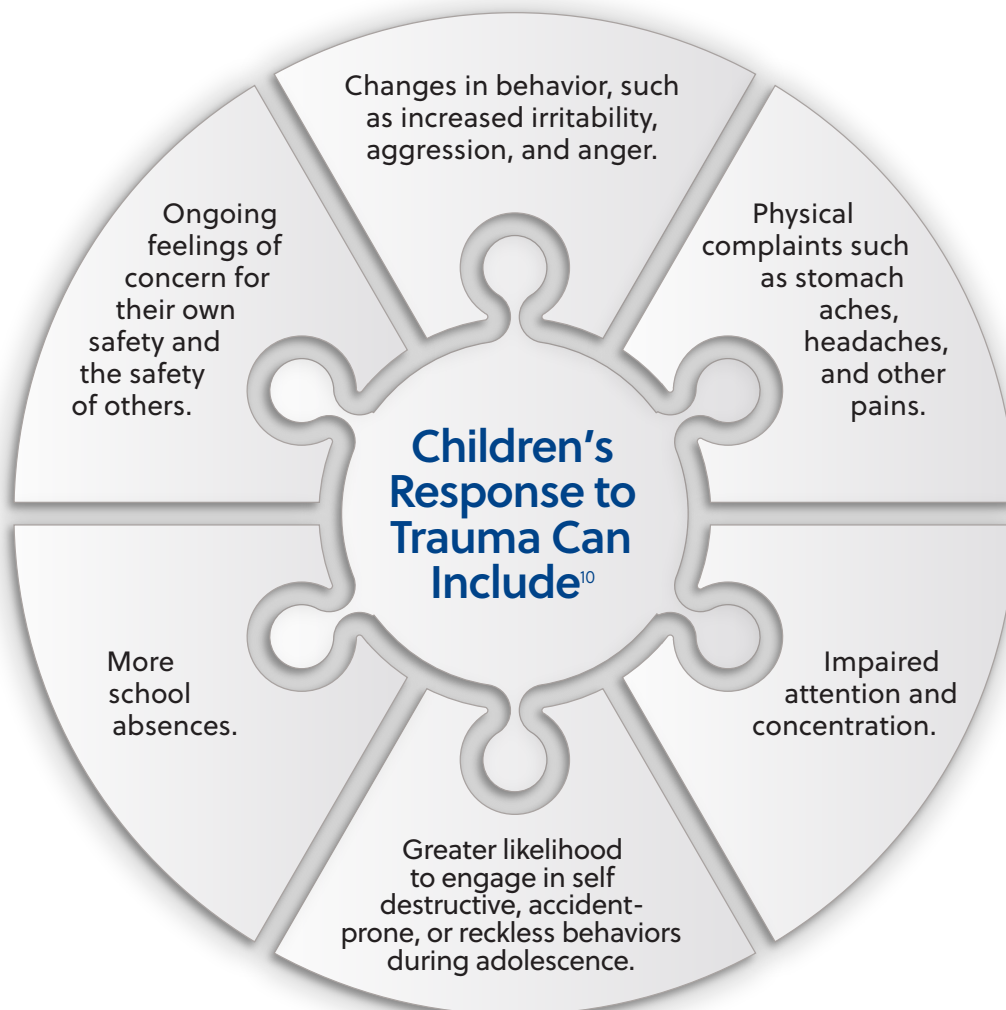 Children's
Response to
Trauma Can
Include10
Changes in behavior, such
as increased irritability,
aggression, and anger.
Physical
complaints such
as stomach
aches,
headaches,
and other
pains.
Impaired
attention and
concentration.
Greater likelihood
to engage in self
destructive, accident-
prone, or reckless behaviors
during adolescence.
More
school
absences.
Ongoing
feelings of
concern for
their own
safety and
the safety
of others.